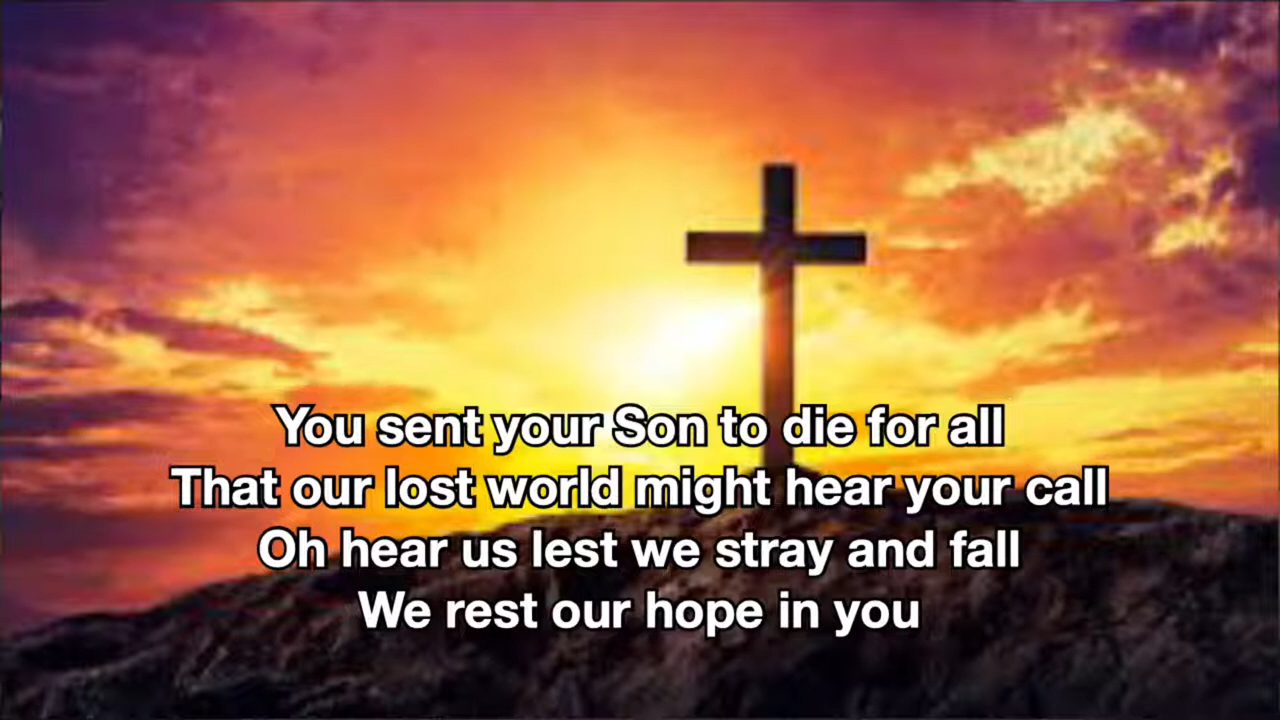 You sent your Son to die for all
That our lost world might hear your call
Oh hear us lest we stray and fall
We rest our hope in you